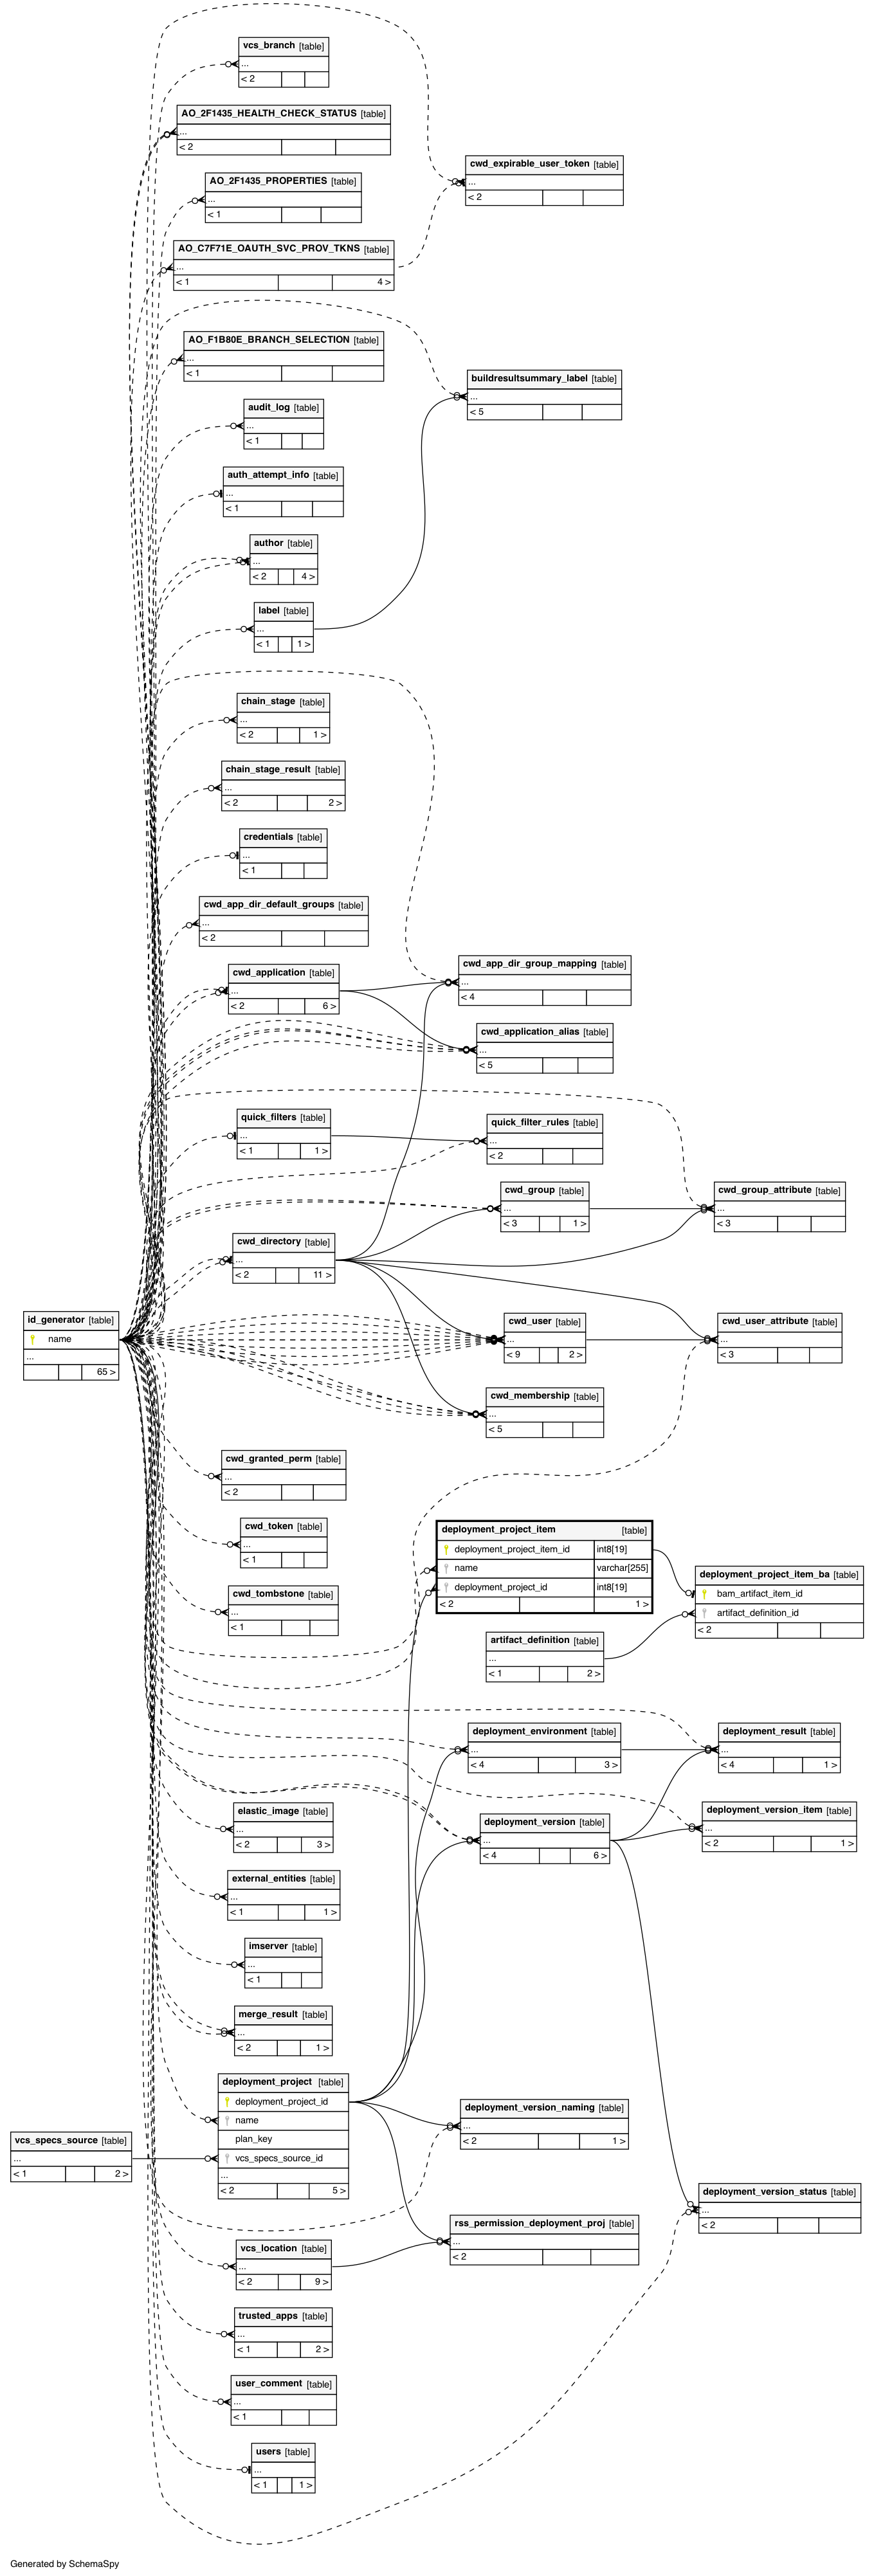 vcs_branch [table]
...
< 2
AO_2F1435_HEALTH_CHECK_STATUS [table]
...
< 2
cwd_expirable_user_token [table]
...
< 2
AO_2F1435_PROPERTIES [table]
...
< 1
AO_C7F71E_OAUTH_SVC_PROV_TKNS [table]
...
< 1 4 >
AO_F1B80E_BRANCH_SELECTION [table]
...
< 1
buildresultsummary_label [table]
...
< 5
audit_log [table]
...
< 1
auth_attempt_info [table]
...
< 1
author [table]
...
< 2 4 >
label [table]
...
< 1 1 >
chain_stage [table]
...
< 2 1 >
chain_stage_result [table]
...
< 2 2 >
credentials [table]
...
< 1
cwd_app_dir_default_groups [table]
...
< 2
cwd_application [table]
...
< 2 6 >
cwd_app_dir_group_mapping [table]
...
< 4
cwd_application_alias [table]
...
< 5
quick_filters [table]
...
< 1 1 >
quick_filter_rules [table]
...
< 2
cwd_group [table]
...
< 3 1 >
cwd_group_attribute [table]
...
< 3
cwd_directory [table]
...
< 2 11 >
id_generator [table]
name
...
65 >
cwd_user [table]
...
< 9 2 >
cwd_user_attribute [table]
...
< 3
cwd_membership [table]
...
< 5
cwd_granted_perm [table]
...
< 2
cwd_token [table]
...
< 1
cwd_tombstone [table]
...
< 1
deployment_project_item [table]
deployment_project_item_id int8[19]
name varchar[255]
deployment_project_id int8[19]
< 2 1 >
deployment_project_item_ba [table]
bam_artifact_item_id
artifact_definition_id
< 2
artifact_definition [table]
...
< 1 2 >
deployment_environment [table]
...
< 4 3 >
deployment_result [table]
...
< 4 1 >
elastic_image [table]
...
< 2 3 >
deployment_version [table]
...
< 4 6 >
deployment_version_item [table]
...
< 2 1 >
external_entities [table]
...
< 1 1 >
imserver [table]
...
< 1
merge_result [table]
...
< 2 1 >
deployment_project [table]
deployment_project_id
name
plan_key
vcs_specs_source_id
...
< 2 5 >
vcs_specs_source [table]
...
< 1 2 >
deployment_version_naming [table]
...
< 2 1 >
deployment_version_status [table]
...
< 2
rss_permission_deployment_proj [table]
...
< 2
vcs_location [table]
...
< 2 9 >
trusted_apps [table]
...
< 1 2 >
user_comment [table]
...
< 1
users [table]
...
< 1 1 >
Generated by SchemaSpy